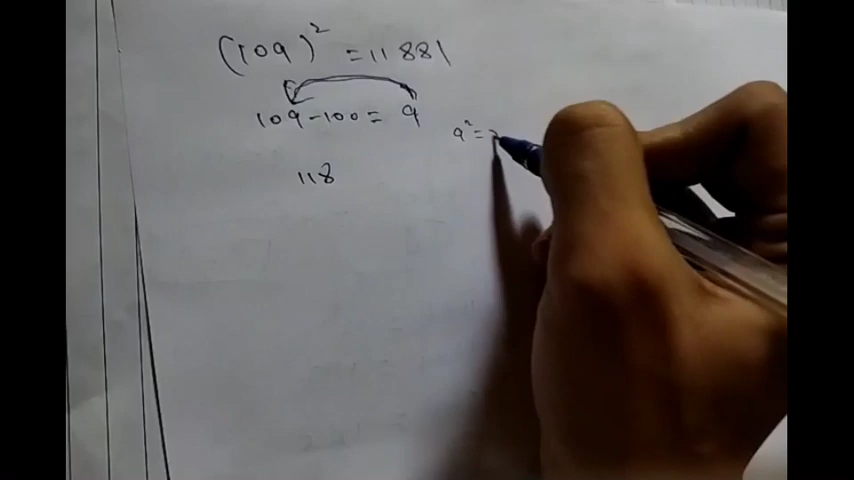 (109)² = 11881
109 - 100 = 9
9² =
118